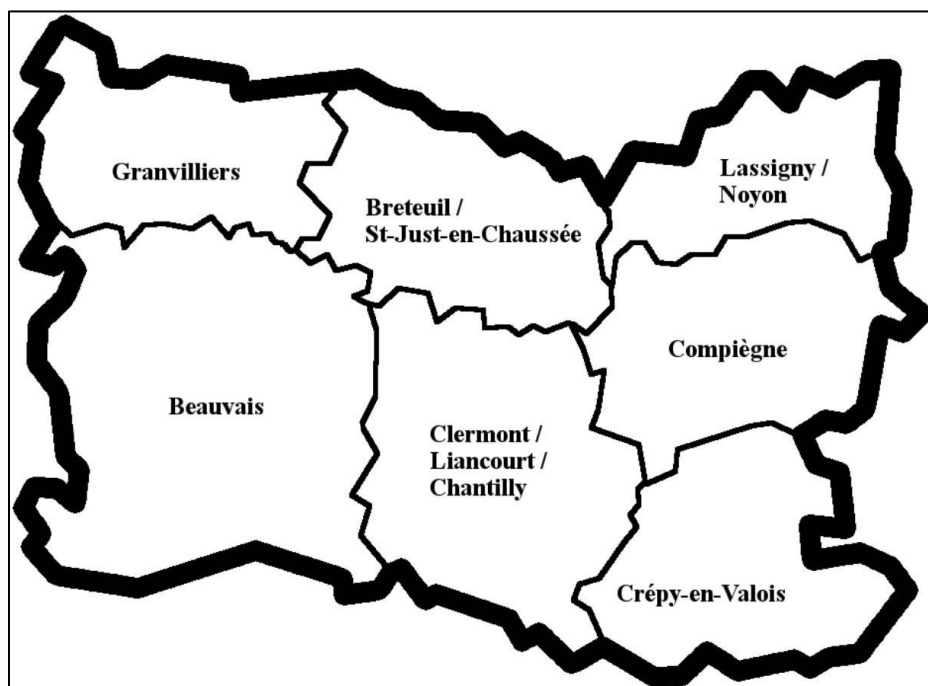 Granvilliers
Lassigny /
Noyon
Breteuil /
St-Just-en-Chaussée
Compiègne
Beauvais
Clermont /
Liancourt /
Chantilly
Crépy-en-Valois